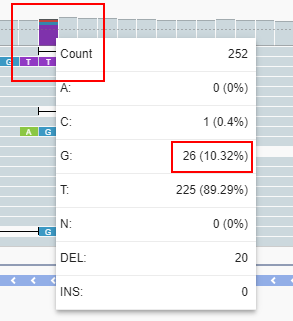 G T T
Count 252
A: 0 (0%)
C: 1 (0.4%)
G: 26 (10.32%)
T: 225 (89.29%)
N: 0 (0%)
A G
DEL: 20
G
INS: 0